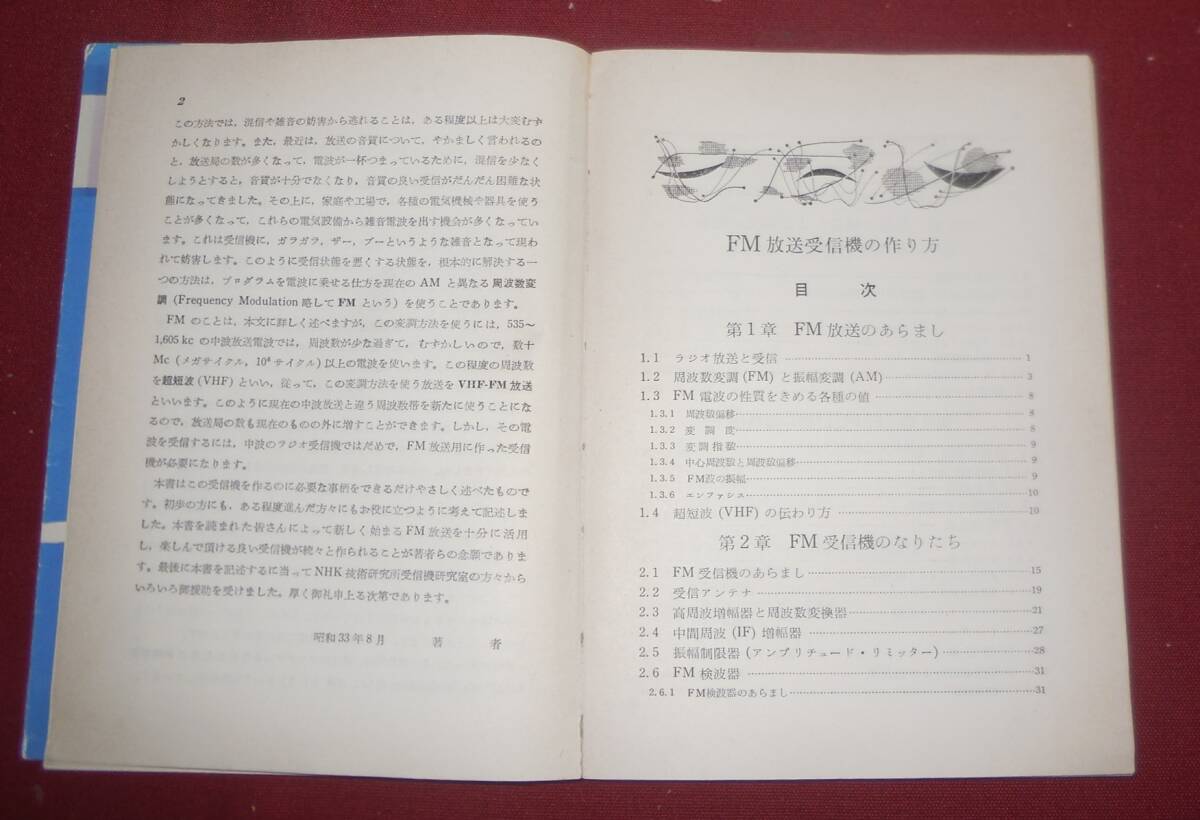 2
この方法では，混信や雑音の妨害から逃れることは，ある程度以上は大変むず
かしくなります。また，最近は，放送の音質について，やかましく言われるの
と，放送局の数が多くなって，電波が一杯つまっているために，混信を少なく
しようとすると，音質が十分でなくなり，音質の良い受信がだんだん困難な状
態になってきました。その上に，家庭や工場で，各種の電気機械や器具を使う
ことが多くなって，これらの電気設備から雑音電波を出す機会が多くなってい
ます。これは受信機に，ガラガラ，ザー，ブーというような雑音となって現わ
れて妨害します。このように受信状態を悪くする状態を，根本的に解決する一
つの方法は，プログラムを電波に乗せる仕方を現在の AM と異なる周波数変
調 (Frequency Modulation 略して FM という) を使うことであります。
FM のことは，本文に詳しく述べますが，この変調方法を使うには，535〜
1,605 kc の中波放送電波では，周波数が少な過ぎて，むずかしいので，数十
Mc (メガサイクル，10⁶ サイクル) 以上の電波を使います。この程度の周波数
を超短波 (VHF) といい，従って，この変調方法を使う放送を VHF-FM 放送
といいます。このように現在の中波放送と違う周波数帯を新たに使うことにな
るので，放送局の数も現在のものの外に増すことができます。しかし，その電
波を受信するには，中波のラジオ受信機ではだめで，FM 放送用に作った受信
機が必要になります。
本書はこの受信機を作るのに必要な事柄をできるだけやさしく述べたもので
す。初歩の方にも，ある程度進んだ方々にもお役に立つように考えて記述しま
した。本書を読まれた皆さんによって新しく始まる FM 放送を十分に活用
し，楽しんで頂ける良い受信機が続々と作られることが著者らの念願でありま
す。最後に本書を記述するに当って NHK 技術研究所受信機研究室の方々から
いろいろ御援助を受けました。厚く御礼申上る次第であります。
昭和 33 年 8 月 著 者
FM 放送受信機の作り方
目 次
第1章 FM 放送のあらまし
1.1 ラジオ放送と受信 1
1.2 周波数変調 (FM) と振幅変調 (AM) 3
1.3 FM 電波の性質をきめる各種の値 8
1.3.1 周波数偏移 8
1.3.2 変調度 8
1.3.3 変調指数 9
1.3.4 中心周波数と周波数偏移 9
1.3.5 FM波の振幅 9
1.3.6 エンファシス 10
1.4 超短波 (VHF) の伝わり方 10
第2章 FM 受信機のなりたち
2.1 FM 受信機のあらまし 15
2.2 受信アンテナ 19
2.3 高周波増幅器と周波数変換器 21
2.4 中間周波 (IF) 増幅器 27
2.5 振幅制限器 (アンプリチュード・リミッター) 28
2.6 FM 検波器 31
2.6.1 FM検波器のあらまし 31